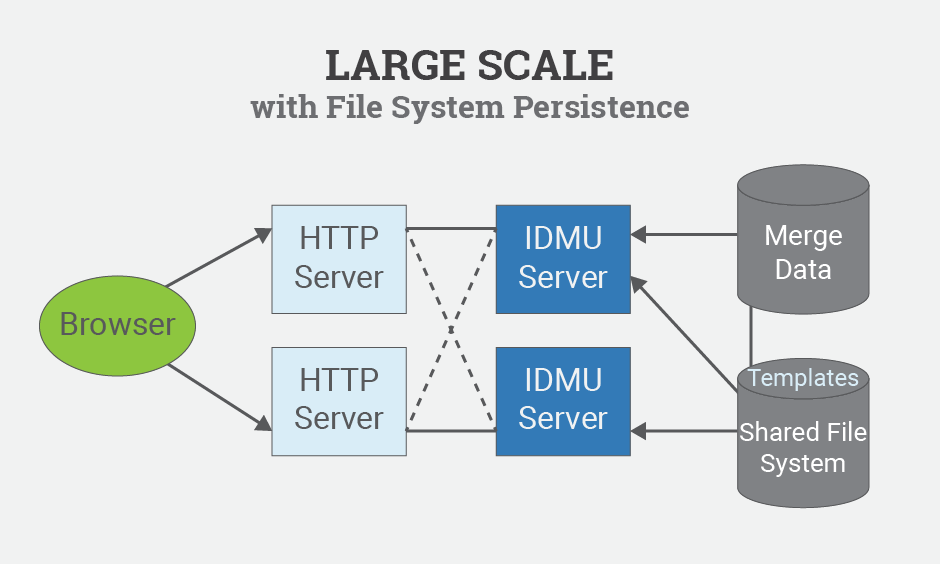 LARGE SCALE
with File System Persistence
Browser
HTTP
Server
HTTP
Server
IDMU
Server
IDMU
Server
Merge
Data
Templates
Shared File
System